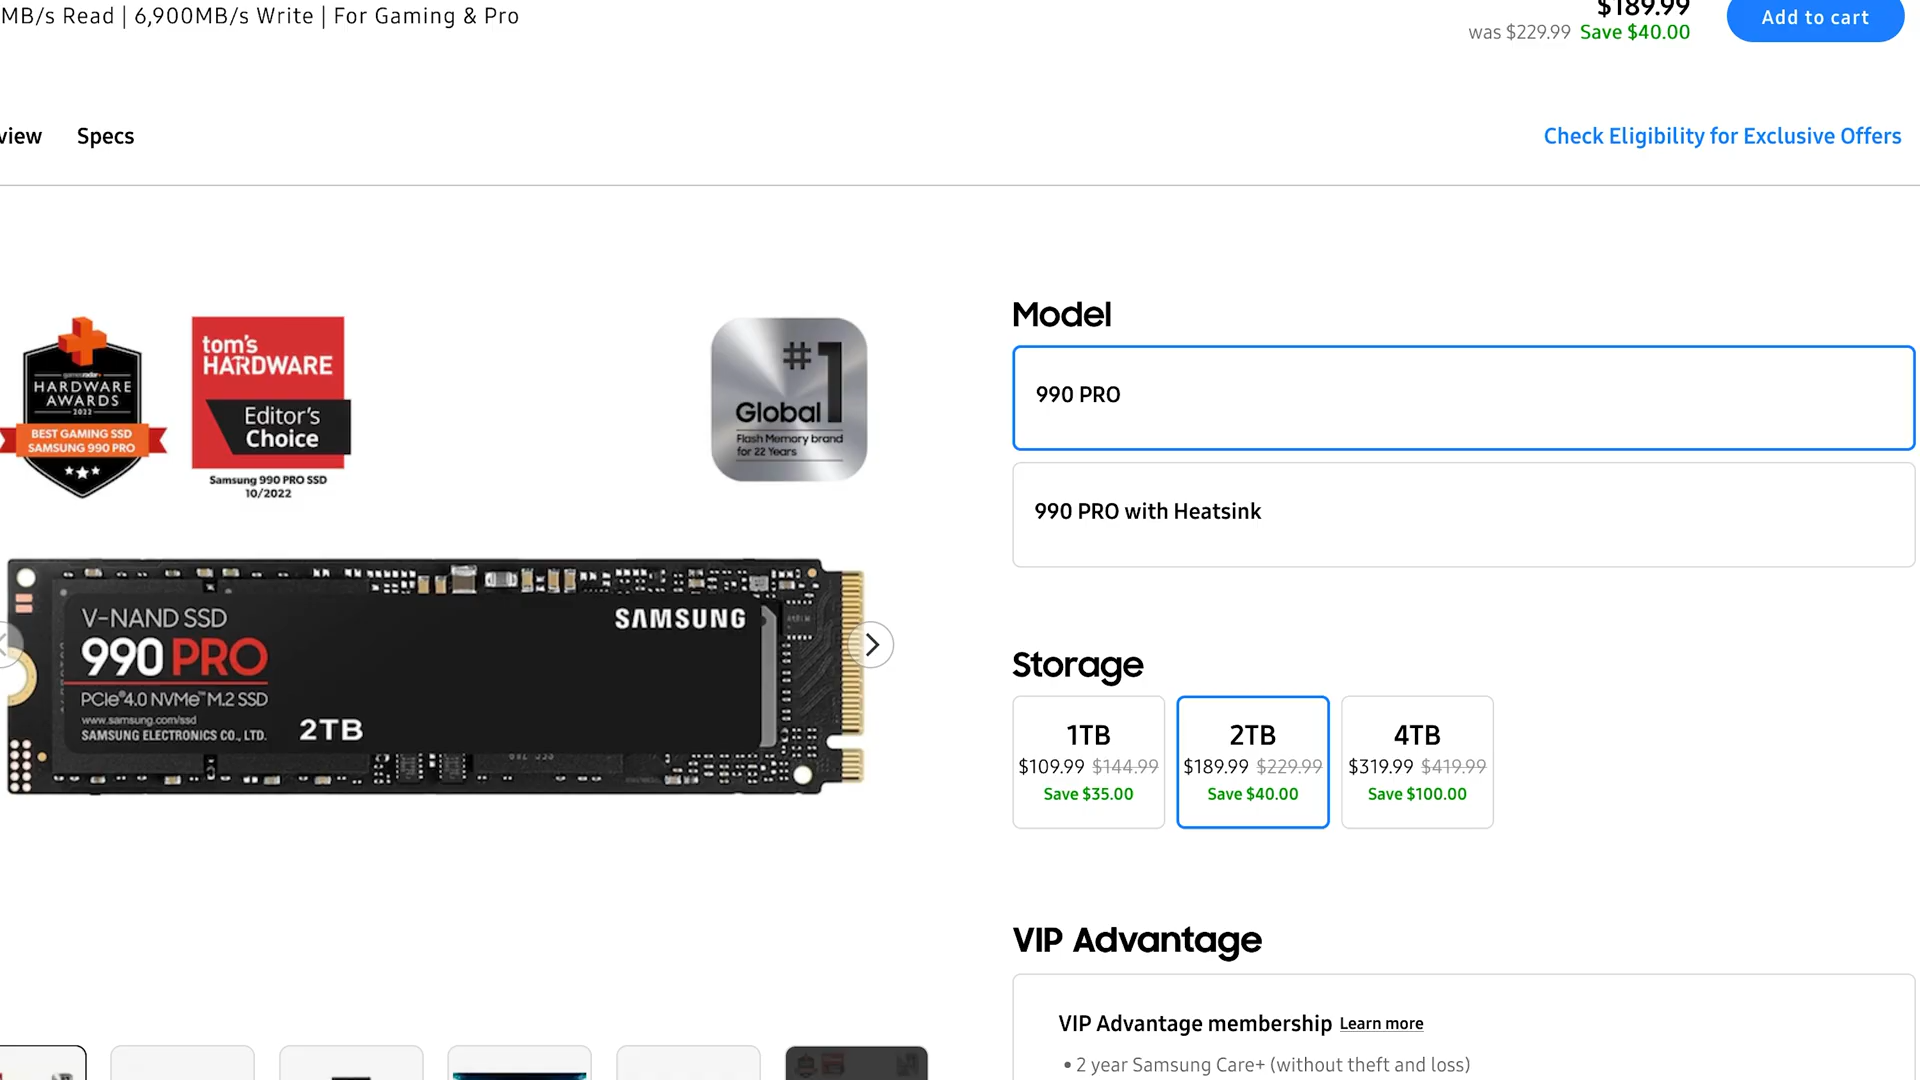 MB/s Read | 6,900MB/s Write | For Gaming & Pro
$189.99
was $229.99 Save $40.00
Add to cart
view
Specs
Check Eligibility for Exclusive Offers
gamesradar+
HARDWARE
AWARDS
2022
BEST GAMING SSD
SAMSUNG 990 PRO
tom's
HARDWARE
Editor's
Choice
Samsung 990 PRO SSD
10/2022
#1
Global
Flash Memory brand
for 22 Years
Model
990 PRO
990 PRO with Heatsink
V-NAND SSD
990 PRO
PCIe®4.0 NVMe™ M.2 SSD
www.samsung.com/ssd
SAMSUNG ELECTRONICS CO., LTD.
2TB
SAMSUNG
Storage
1TB
$109.99 $144.99
Save $35.00
2TB
$189.99 $229.99
Save $40.00
4TB
$319.99 $419.99
Save $100.00
VIP Advantage
VIP Advantage membership Learn more
• 2 year Samsung Care+ (without theft and loss)